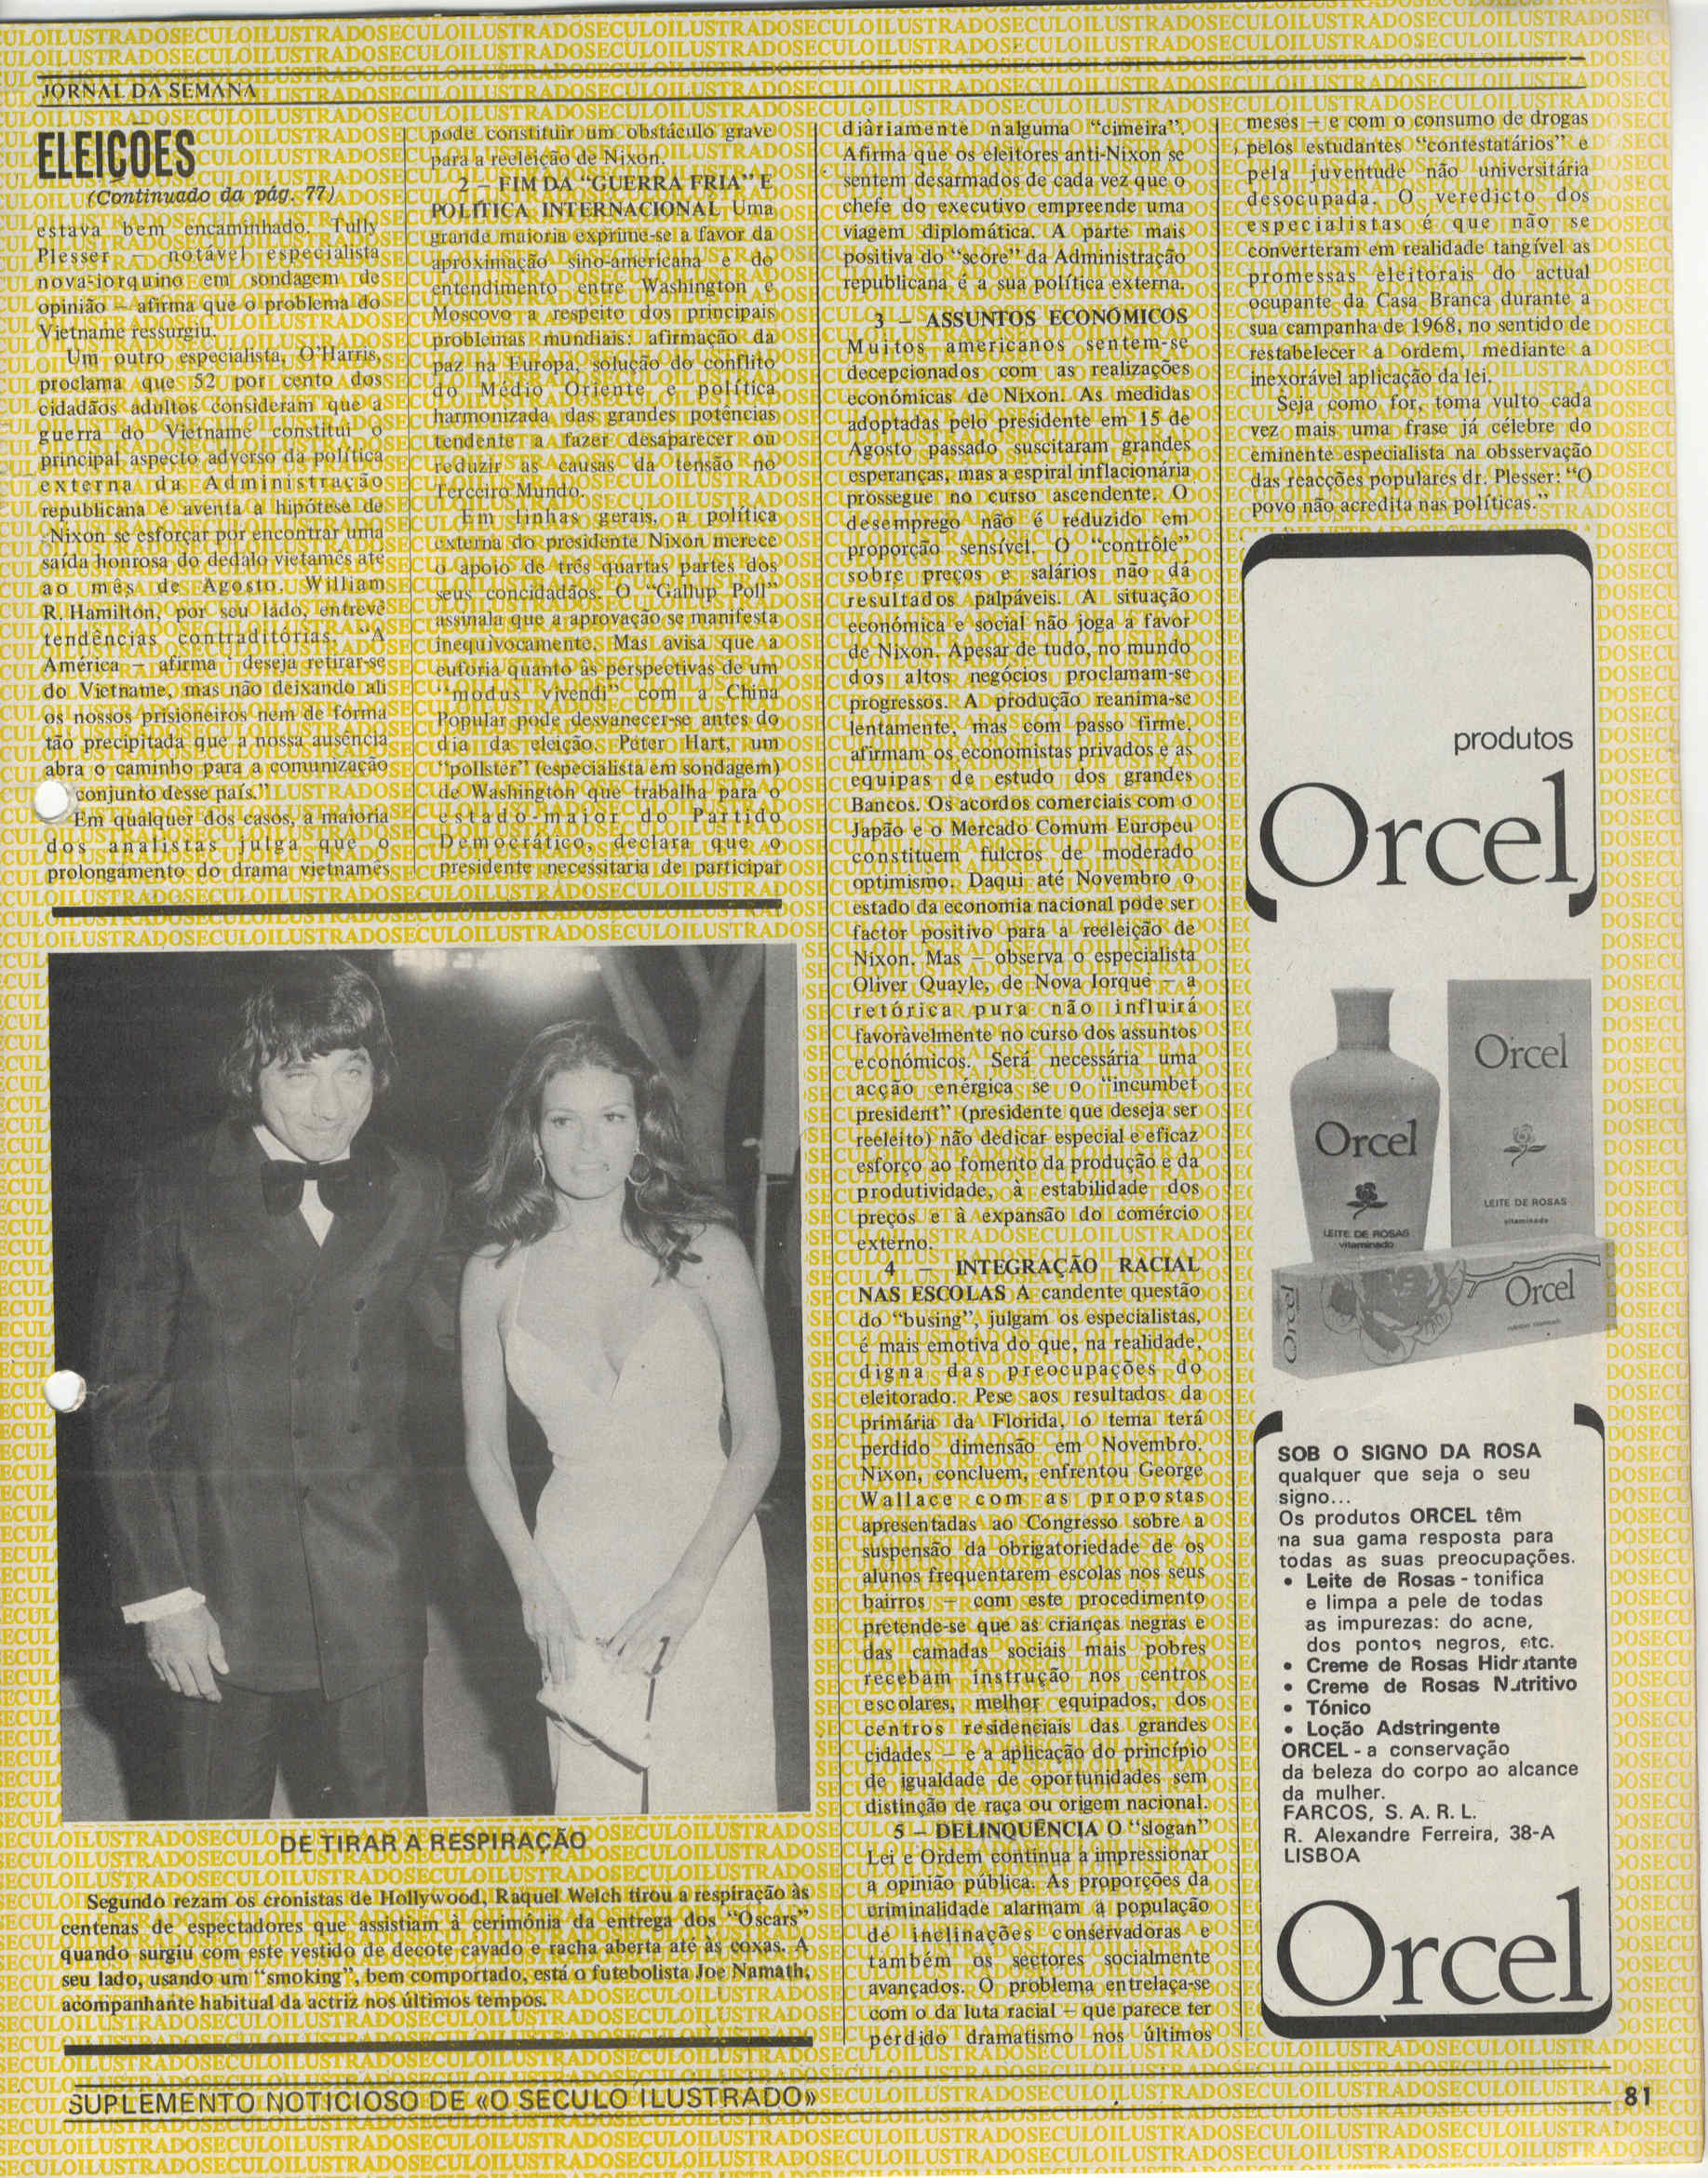 JORNAL DA SEMANA
ELEIÇÕES
(Continuado da pág. 77)
estava bem encaminhado. Tully
Plesser — notável especialista
nova-iorquino em sondagem de
opinião — afirma que o problema do
Vietname ressurgiu.
Um outro especialista, O'Harris,
proclama que 52 por cento dos
cidadãos adultos consideram que a
guerra do Vietname constitui o
principal aspecto adverso da política
externa da Administração
republicana e aventa a hipótese de
Nixon se esforçar por encontrar uma
saída honrosa do dédalo vietamês até
ao mês de Agosto. William
R. Hamilton, por seu lado, entrevê
tendências contraditórias. "A
América — afirma · deseja retirar-se
do Vietname, mas não deixando ali
os nossos prisioneiros nem de forma
tão precipitada que a nossa ausência
abra o caminho para a comunização
conjunto desse país."
Em qualquer dos casos, a maioria
dos analistas julga que o
prolongamento do drama vietnamês
pode constituir um obstáculo grave
para a reeleição de Nixon.
2 — FIM DA "GUERRA FRIA" E
POLÍTICA INTERNACIONAL Uma
grande maioria exprime-se a favor da
aproximação sino-americana e do
entendimento entre Washington e
Moscovo a respeito dos principais
problemas mundiais: afirmação da
paz na Europa, solução do conflito
do Médio Oriente e política
harmonizada das grandes potências
tendente a fazer desaparecer ou
reduzir as causas da tensão no
Terceiro Mundo.
Em linhas gerais, a política
externa do presidente Nixon merece
o apoio de três quartas partes dos
seus concidadãos. O "Gallup Poll"
assinala que a aprovação se manifesta
inequivocamente. Mas avisa que a
euforia quanto às perspectivas de um
"modus vivendi" com a China
Popular pode desvanecer-se antes do
dia da eleição. Peter Hart, um
"pollster" (especialista em sondagem)
de Washington que trabalha para o
estado-maior do Partido
Democrático, declara que o
presidente necessitaria de participar
diàriamente nalguma "cimeira".
Afirma que os eleitores anti-Nixon se
sentem desarmados de cada vez que o
chefe do executivo empreende uma
viagem diplomática. A parte mais
positiva do "score" da Administração
republicana é a sua política externa.
3 — ASSUNTOS ECONÓMICOS
Muitos americanos sentem-se
decepcionados com as realizações
económicas de Nixon. As medidas
adoptadas pelo presidente em 15 de
Agosto passado suscitaram grandes
esperanças, mas a espiral inflacionária
prossegue no curso ascendente. O
desemprego não é reduzido em
proporção sensível. O "contrôle"
sobre preços e salários não dá
resultados palpáveis. A situação
económica e social não joga a favor
de Nixon. Apesar de tudo, no mundo
dos altos negócios proclamam-se
progressos. A produção reanima-se
lentamente, mas com passo firme,
afirmam os economistas privados e as
equipas de estudo dos grandes
Bancos. Os acordos comerciais com o
Japão e o Mercado Comum Europeu
constituem fulcros de moderado
optimismo. Daqui até Novembro o
estado da economia nacional pode ser
factor positivo para a reeleição de
Nixon. Mas — observa o especialista
Oliver Quayle, de Nova Iorque — a
retórica pura não influirá
favoràvelmente no curso dos assuntos
económicos. Será necessária uma
acção enérgica se o "incumbet
president" (presidente que deseja ser
reeleito) não dedicar especial e eficaz
esforço ao fomento da produção e da
produtividade, à estabilidade dos
preços e à expansão do comércio
externo.
4 — INTEGRAÇÃO RACIAL
NAS ESCOLAS A candente questão
do "busing", julgam os especialistas,
é mais emotiva do que, na realidade,
digna das preocupações do
eleitorado. Pese aos resultados da
primária da Florida, o tema terá
perdido dimensão em Novembro.
Nixon, concluem, enfrentou George
Wallace com as propostas
apresentadas ao Congresso sobre a
suspensão da obrigatoriedade de os
alunos frequentarem escolas nos seus
bairros — com este procedimento
pretende-se que as crianças negras e
das camadas sociais mais pobres
recebam instrução nos centros
escolares, melhor equipados, dos
centros residenciais das grandes
cidades — e a aplicação do princípio
de igualdade de oportunidades sem
distinção de raça ou origem nacional.
5 — DELINQUÊNCIA O "slogan"
Lei e Ordem continua a impressionar
a opinião pública. As proporções da
criminalidade alarmam a população
de inclinações conservadoras e
também os sectores socialmente
avançados. O problema entrelaça-se
com o da luta racial — que parece ter
perdido dramatismo nos últimos
meses — e com o consumo de drogas
pelos estudantes "contestatários" e
pela juventude não universitária
desocupada. O veredicto dos
especialistas é que não se
converteram em realidade tangível as
promessas eleitorais do actual
ocupante da Casa Branca durante a
sua campanha de 1968, no sentido de
restabelecer a ordem, mediante a
inexorável aplicação da lei.
Seja como for, toma vulto cada
vez mais uma frase já célebre do
eminente especialista na obsservação
das reacções populares dr. Plesser: "O
povo não acredita nas políticas."
DE TIRAR A RESPIRAÇÃO
Segundo rezam os cronistas de Hollywood, Raquel Welch tirou a respiração às
centenas de espectadores que assistiam à cerimónia da entrega dos "Oscars"
quando surgiu com este vestido de decote cavado e racha aberta até às coxas. A
seu lado, usando um "smoking", bem comportado, está o futebolista Joe Namath,
acompanhante habitual da actriz nos últimos tempos.
produtos
Orcel
Orcel
LEITE DE ROSAS
vitaminado
Orcel
LEITE DE ROSAS
vitaminado
Orcel
Orcel
SOB O SIGNO DA ROSA
qualquer que seja o seu
signo...
Os produtos ORCEL têm
na sua gama resposta para
todas as suas preocupações.
• Leite de Rosas - tonifica
e limpa a pele de todas
as impurezas: do acne,
dos pontos negros, etc.
• Creme de Rosas Hidratante
• Creme de Rosas Nutritivo
• Tónico
• Loção Adstringente
ORCEL - a conservação
da beleza do corpo ao alcance
da mulher.
FARCOS, S. A. R. L.
R. Alexandre Ferreira, 38-A
LISBOA
Orcel
SUPLEMENTO NOTICIOSO DE «O SECULO ILUSTRADO»
81